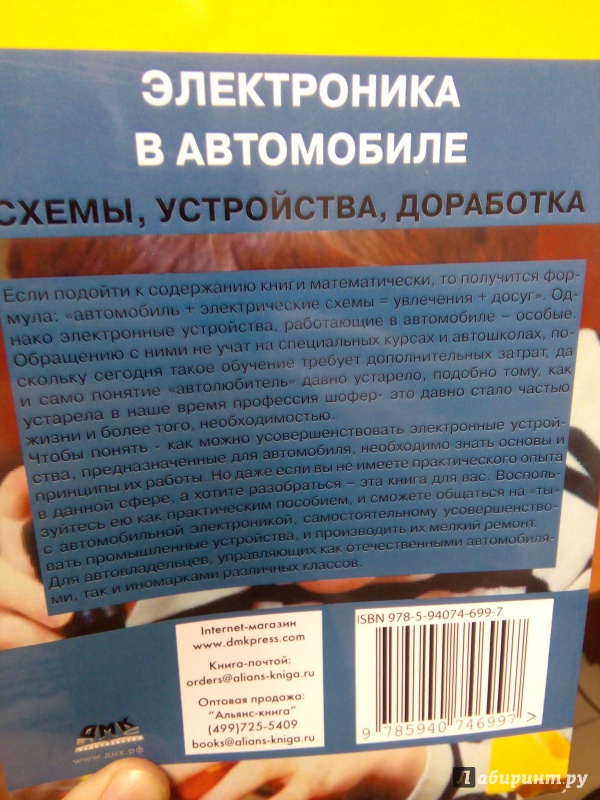 ЭЛЕКТРОНИКА
В АВТОМОБИЛЕ
СХЕМЫ, УСТРОЙСТВА, ДОРАБОТКА
Если подойти к содержанию книги математически, то получится фор-
мула: «автомобиль + электрические схемы = увлечения + досуг». Од-
нако электронные устройства, работающие в автомобиле – особые.
Обращению с ними не учат на специальных курсах и автошколах, по-
скольку сегодня такое обучение требует дополнительных затрат, да
и само понятие «автолюбитель» давно устарело, подобно тому, как
устарела в наше время профессия шофер- это давно стало частью
жизни и более того, необходимостью.
Чтобы понять - как можно усовершенствовать электронные устрой-
ства, предназначенные для автомобиля, необходимо знать основы и
принципы их работы. Но даже если вы не имеете практического опыта
в данной сфере, а хотите разобраться – эта книга для вас. Восполь-
зуйтесь ею как практическим пособием, и сможете общаться на «ты»
с автомобильной электроникой, самостоятельному усовершенство-
вать промышленные устройства, и производить их мелкий ремонт.
Для автовладельцев, управляющих как отечественными автомобиля-
ми, так и иномарками различных классов.
Internet-магазин
www.dmkpress.com
Книга-почтой:
orders@alians-kniga.ru
Оптовая продажа:
"Альянс-книга"
(499)725-5409
books@alians-kniga.ru
ISBN 978-5-94074-699-7
9 785940 746997 >
ДМК
ИЗДАТЕЛЬСТВО
www.дмк.рф
Лабиринт.ру